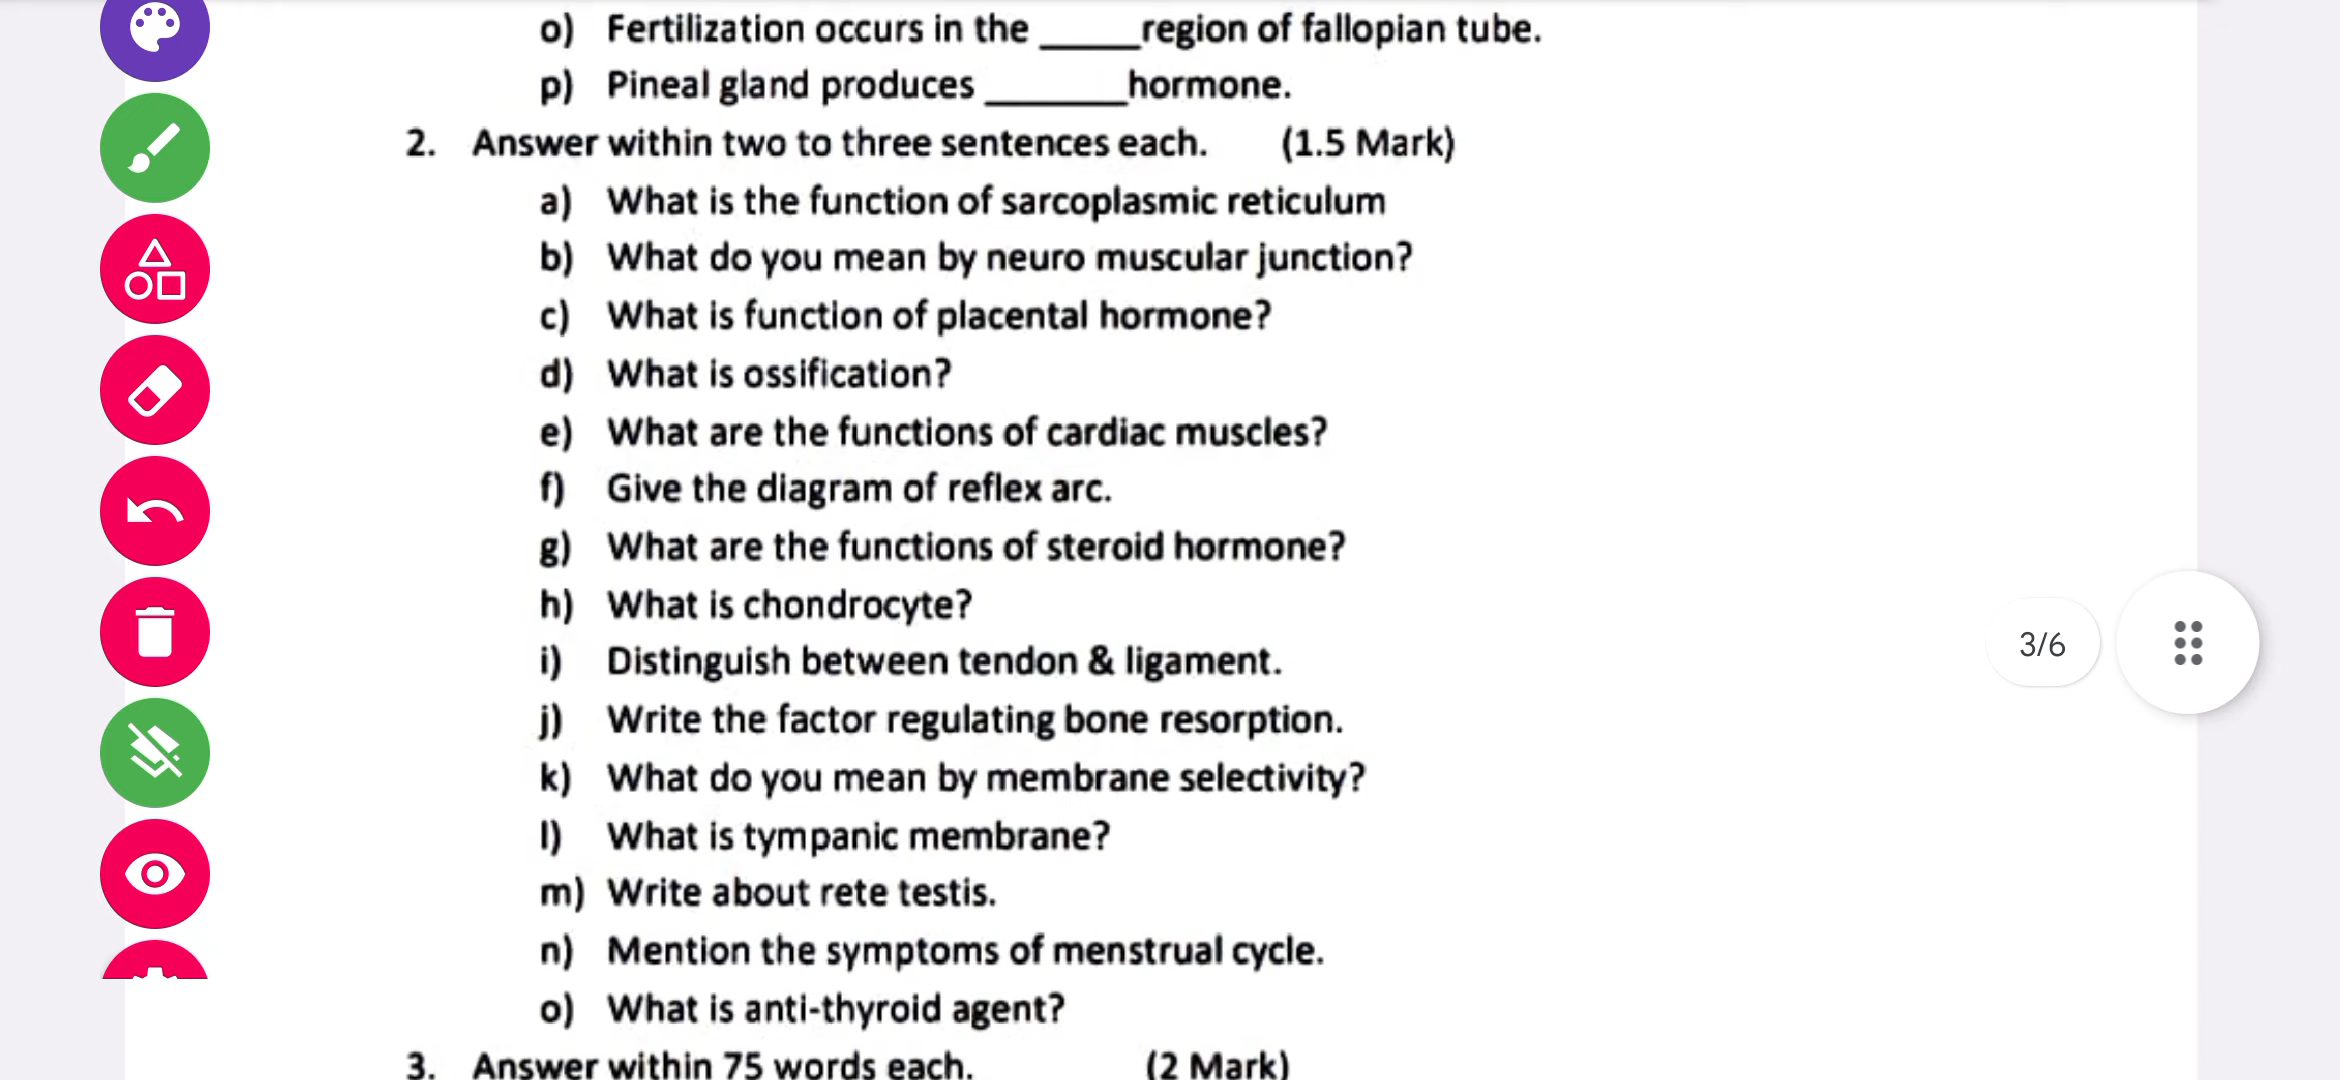 o) Fertilization occurs in the _____region of fallopian tube.
p) Pineal gland produces _______hormone.
2. Answer within two to three sentences each. (1.5 Mark)
a) What is the function of sarcoplasmic reticulum
b) What do you mean by neuro muscular junction?
c) What is function of placental hormone?
d) What is ossification?
e) What are the functions of cardiac muscles?
f) Give the diagram of reflex arc.
g) What are the functions of steroid hormone?
h) What is chondrocyte?
i) Distinguish between tendon & ligament.
3/6
j) Write the factor regulating bone resorption.
k) What do you mean by membrane selectivity?
l) What is tympanic membrane?
m) Write about rete testis.
n) Mention the symptoms of menstrual cycle.
o) What is anti-thyroid agent?
3. Answer within 75 words each. (2 Mark)